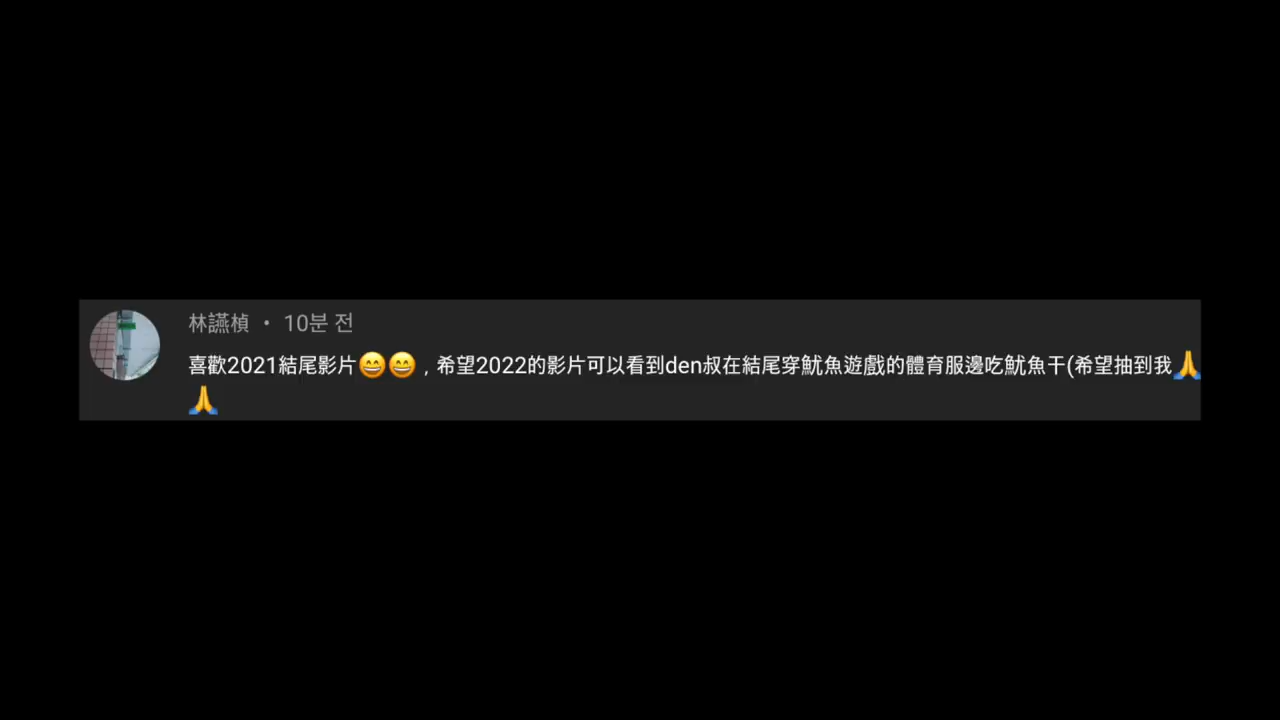 林讌楨 • 10분 전
喜歡2021結尾影片😄😄，希望2022的影片可以看到den叔在結尾穿魷魚遊戲的體育服邊吃魷魚干(希望抽到我🙏
🙏